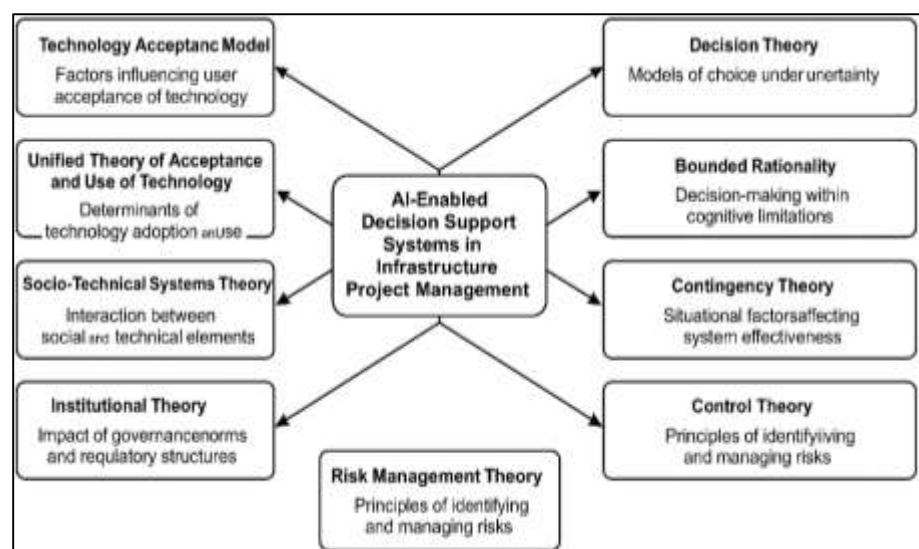 Technology Acceptanc Model
Factors influencing user
acceptance of technology
Unified Theory of Acceptance
and Use of Technology
Determinants of
technology adoption anUse
Socio-Technical Systems Theory
Interaction between
social and technical elements
Institutional Theory
Impact of governancenorms
and requlatory structures
AI-Enabled
Decision Support
Systems in
Infrastructure
Project Management
Risk Management Theory
Principles of identifying
and managing risks
Decision Theory
Models of choice under unertainty
Bounded Rationality
Decision-making within
cognitive limitations
Contingency Theory
Situational factorsaffecting
system effectiveness
Control Theory
Principles of identifyiiving
and managing risks